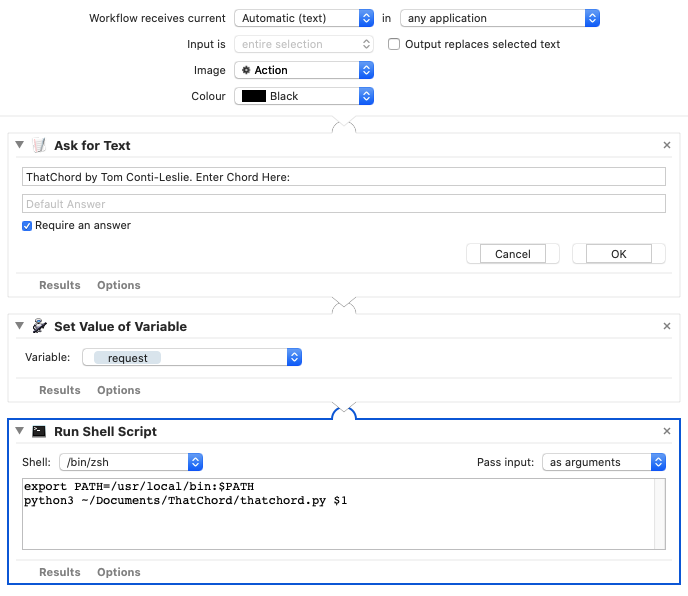 Workflow receives current Automatic (text) in any application
Input is entire selection Output replaces selected text
Image Action
Colour Black
Ask for Text
ThatChord by Tom Conti-Leslie. Enter Chord Here:
Default Answer
Require an answer
Cancel OK
Results Options
Set Value of Variable
Variable: request
Results Options
Run Shell Script
Shell: /bin/zsh Pass input: as arguments
export PATH=/usr/local/bin:$PATH
python3 ~/Documents/ThatChord/thatchord.py $1
Results Options